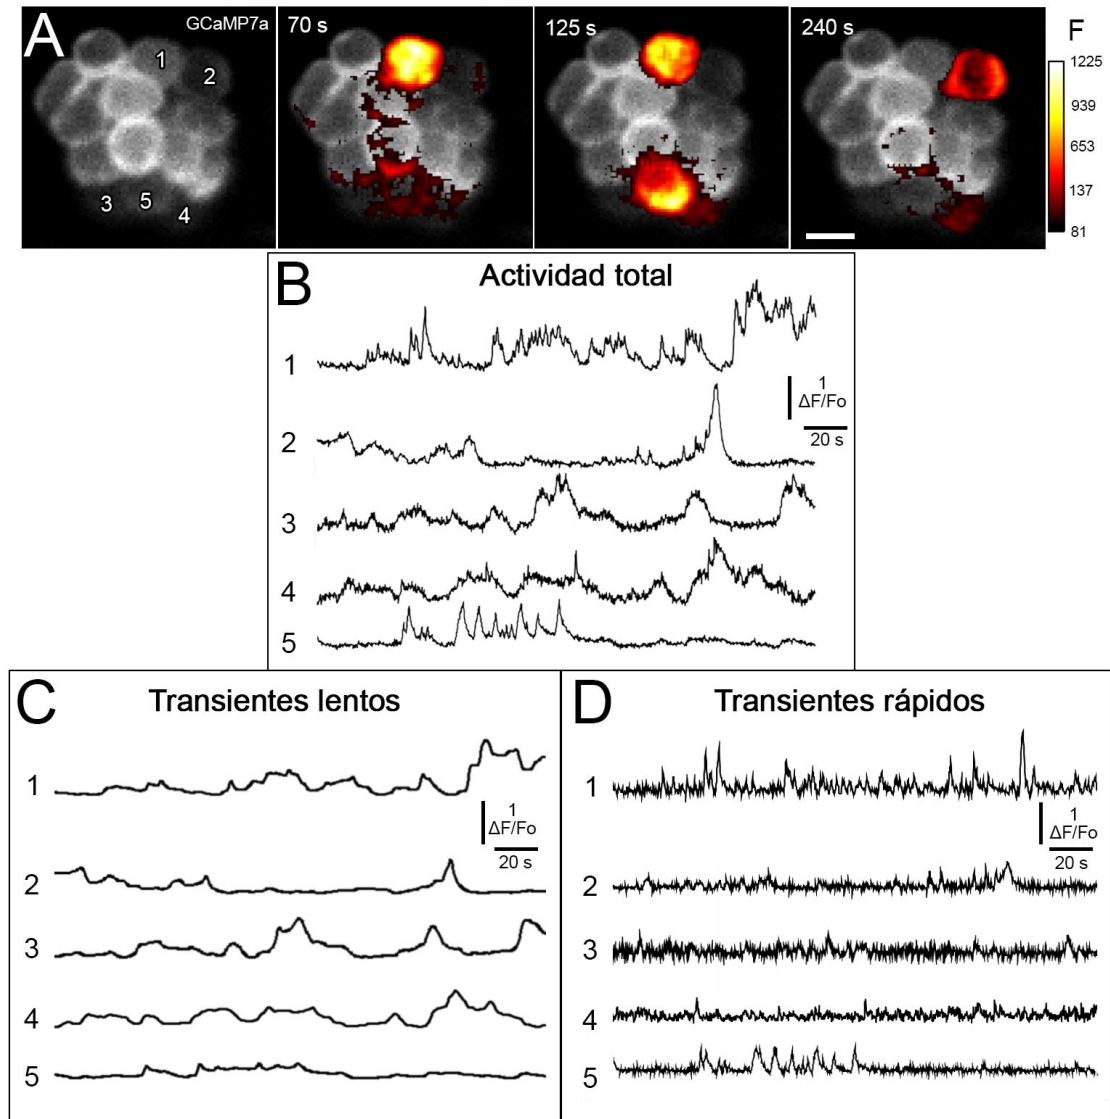 A
GCaMP7a
1
2
3
5
4
70 s
125 s
240 s
F
1225
939
653
137
81
B
Actividad total
1
2
3
4
5
1
ΔF/Fo
20 s
C
Transientes lentos
1
2
3
4
5
1
ΔF/Fo
20 s
D
Transientes rápidos
1
2
3
4
5
1
ΔF/Fo
20 s